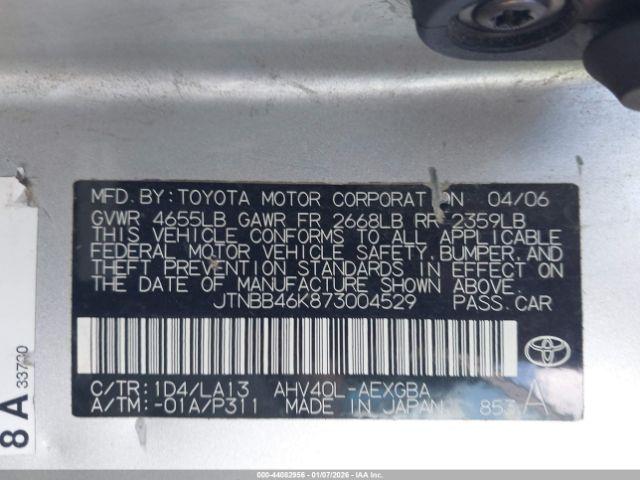 MFD. BY: TOYOTA MOTOR CORPORATION 04/06
GVWR 4655LB GAWR FR 2668LB RR 2359LB
THIS VEHICLE CONFORMS TO ALL APPLICABLE
FEDERAL MOTOR VEHICLE SAFETY, BUMPER, AND
THEFT PREVENTION STANDARDS IN EFFECT ON
THE DATE OF MANUFACTURE SHOWN ABOVE.
JTNBB46K873004529 PASS. CAR
C/TR: 1D4/LA13 AHV40L-AEXGBA
A/TM: -01A/P311 MADE IN JAPAN 853 A
8 A
33700
000-44082956 - 01/07/2026 - IAA Inc.